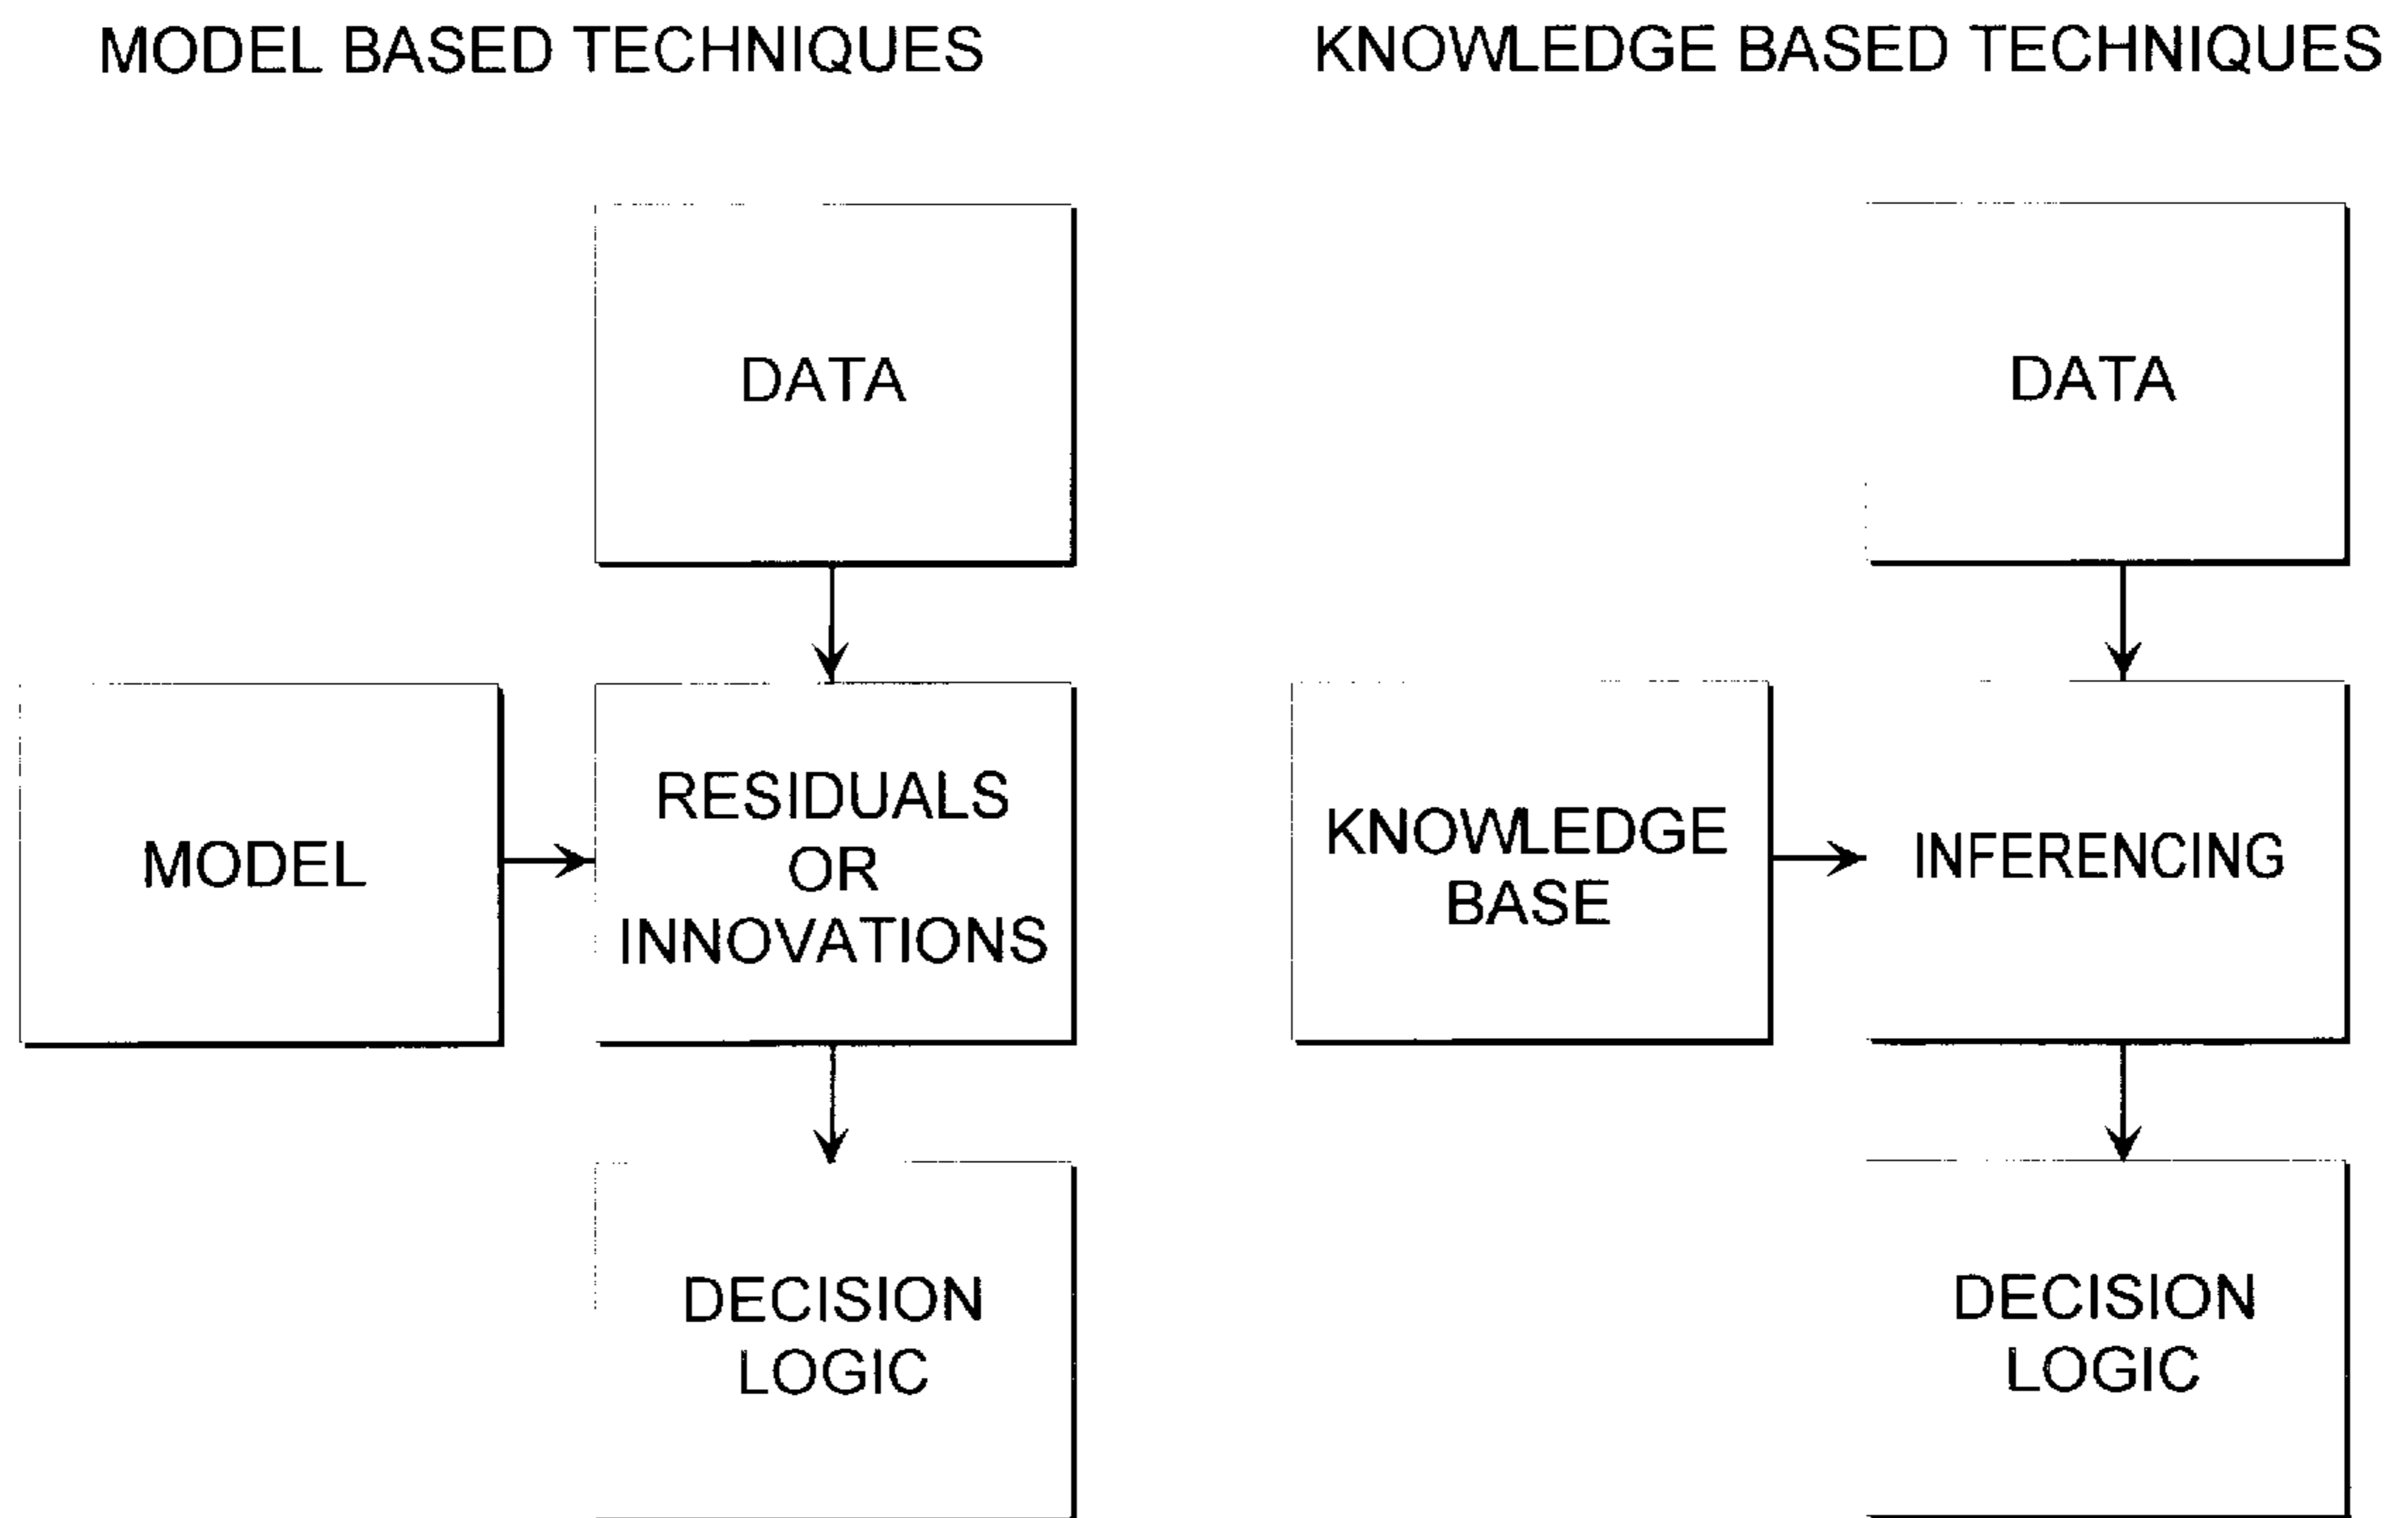 MODEL BASED TECHNIQUES
DATA
MODEL
RESIDUALS
OR
INNOVATIONS
DECISION
LOGIC
KNOWLEDGE BASED TECHNIQUES
DATA
KNOWLEDGE
BASE
INFERENCING
DECISION
LOGIC